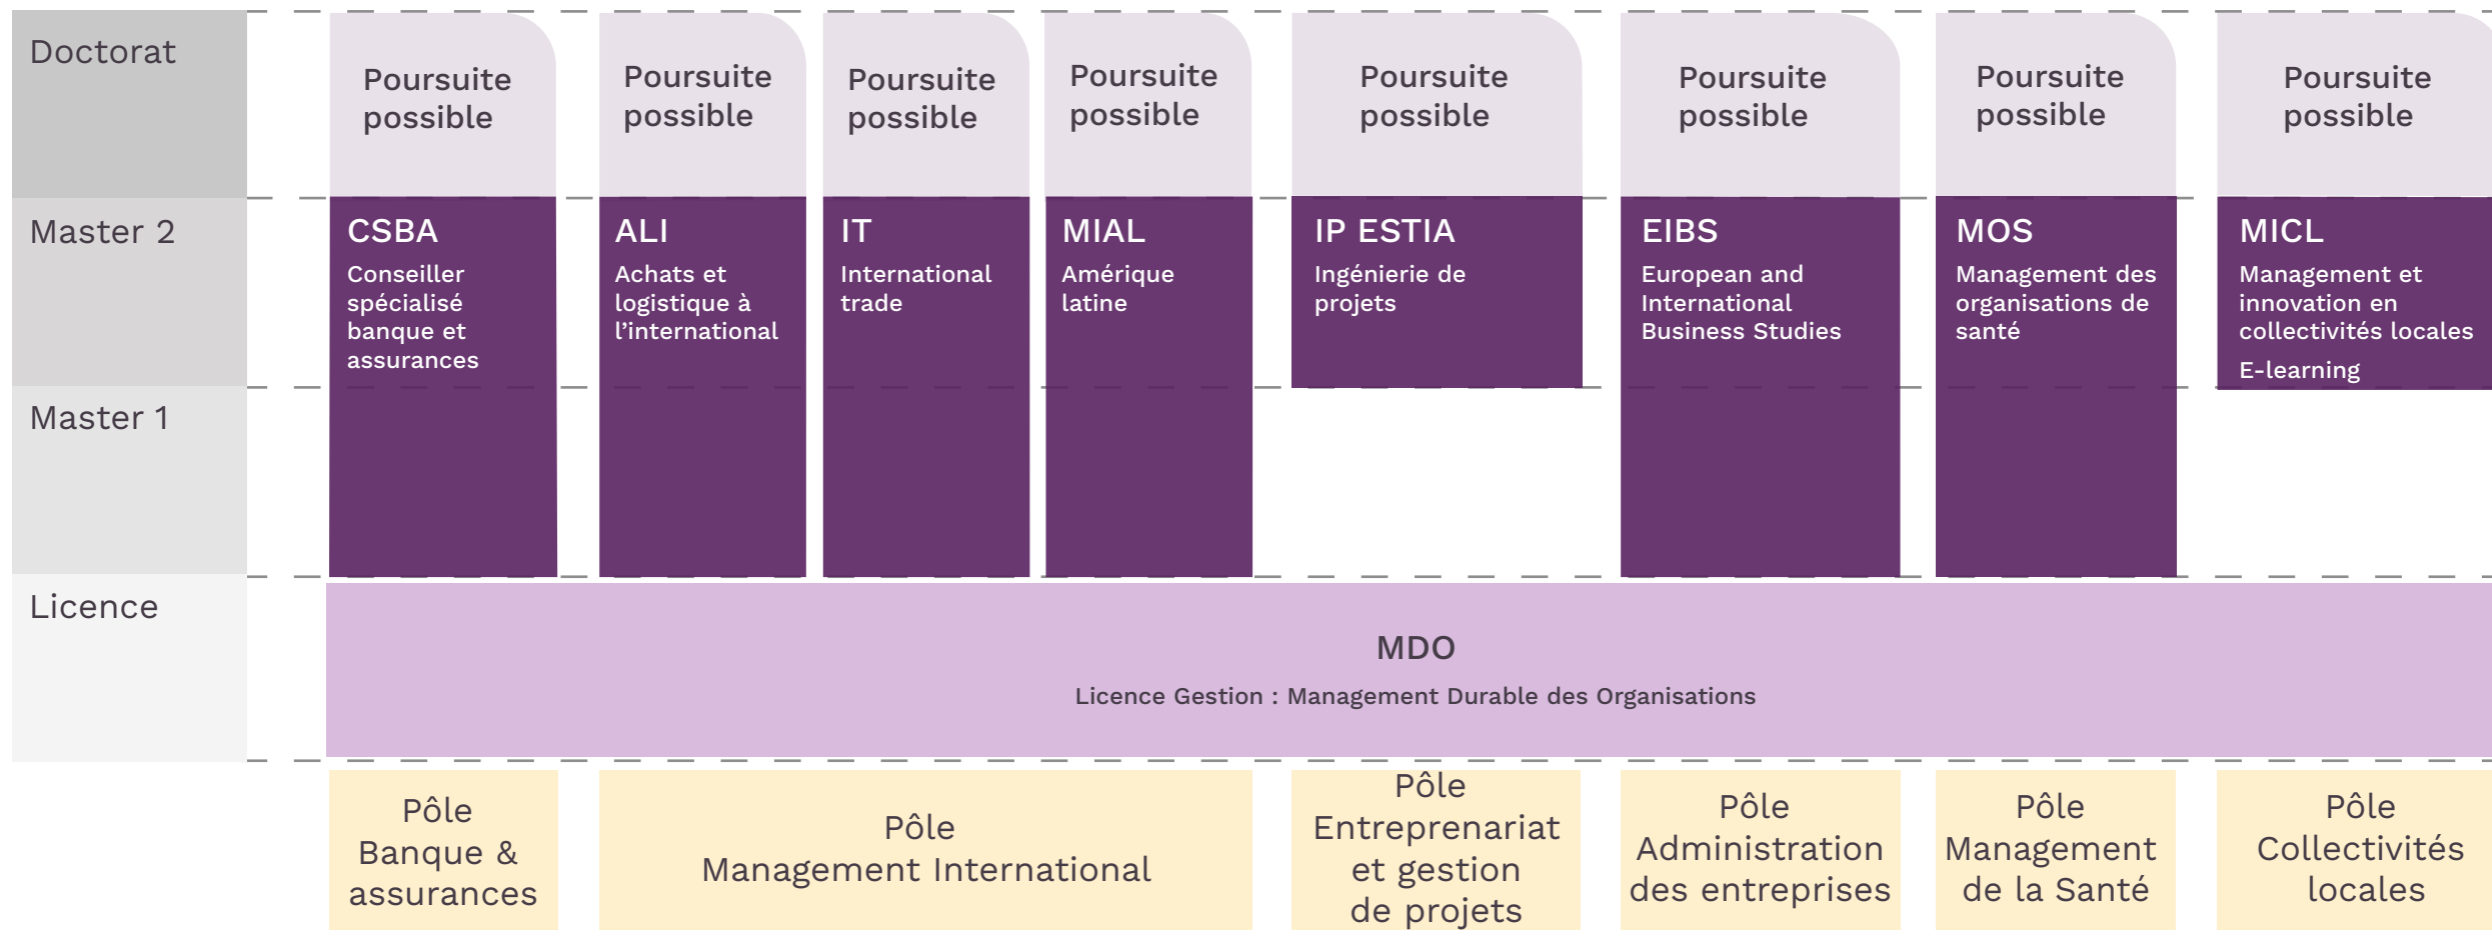 Doctorat
Poursuite
possible
Poursuite
possible
Poursuite
possible
Poursuite
possible
Poursuite
possible
Poursuite
possible
Poursuite
possible
Poursuite
possible
Master 2
CSBA
Conseiller
spécialisé
banque et
assurances
ALI
Achats et
logistique à
l’international
IT
International
trade
MIAL
Amérique
latine
IP ESTIA
Ingénierie de
projets
EIBS
European and
International
Business Studies
MOS
Management des
organisations de
santé
MICL
Management et
innovation en
collectivités locales
E-learning
Master 1
Licence
MDO
Licence Gestion : Management Durable des Organisations
Pôle
Banque &
assurances
Pôle
Management International
Pôle
Entreprenariat
et gestion
de projets
Pôle
Administration
des entreprises
Pôle
Management
de la Santé
Pôle
Collectivités
locales